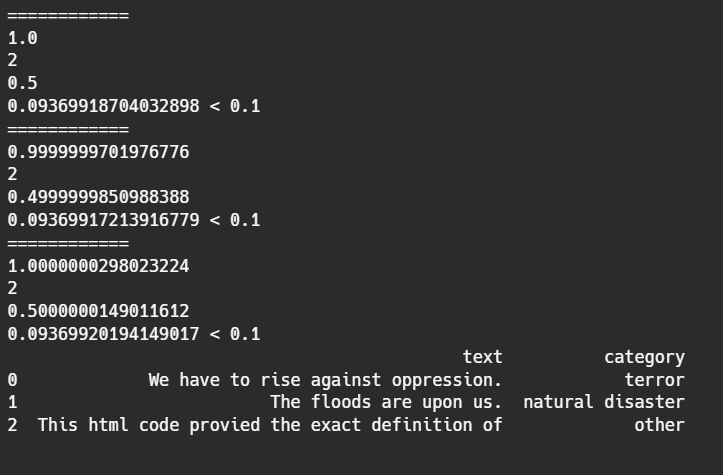 ============
1.0
2
0.5
0.09369918704032898 < 0.1
============
0.9999999701976776
2
0.4999999850988388
0.09369917213916779 < 0.1
============
1.0000000298023224
2
0.5000000149011612
0.09369920194149017 < 0.1
text category
0 We have to rise against oppression. terror
1 The floods are upon us. natural disaster
2 This html code provied the exact definition of other